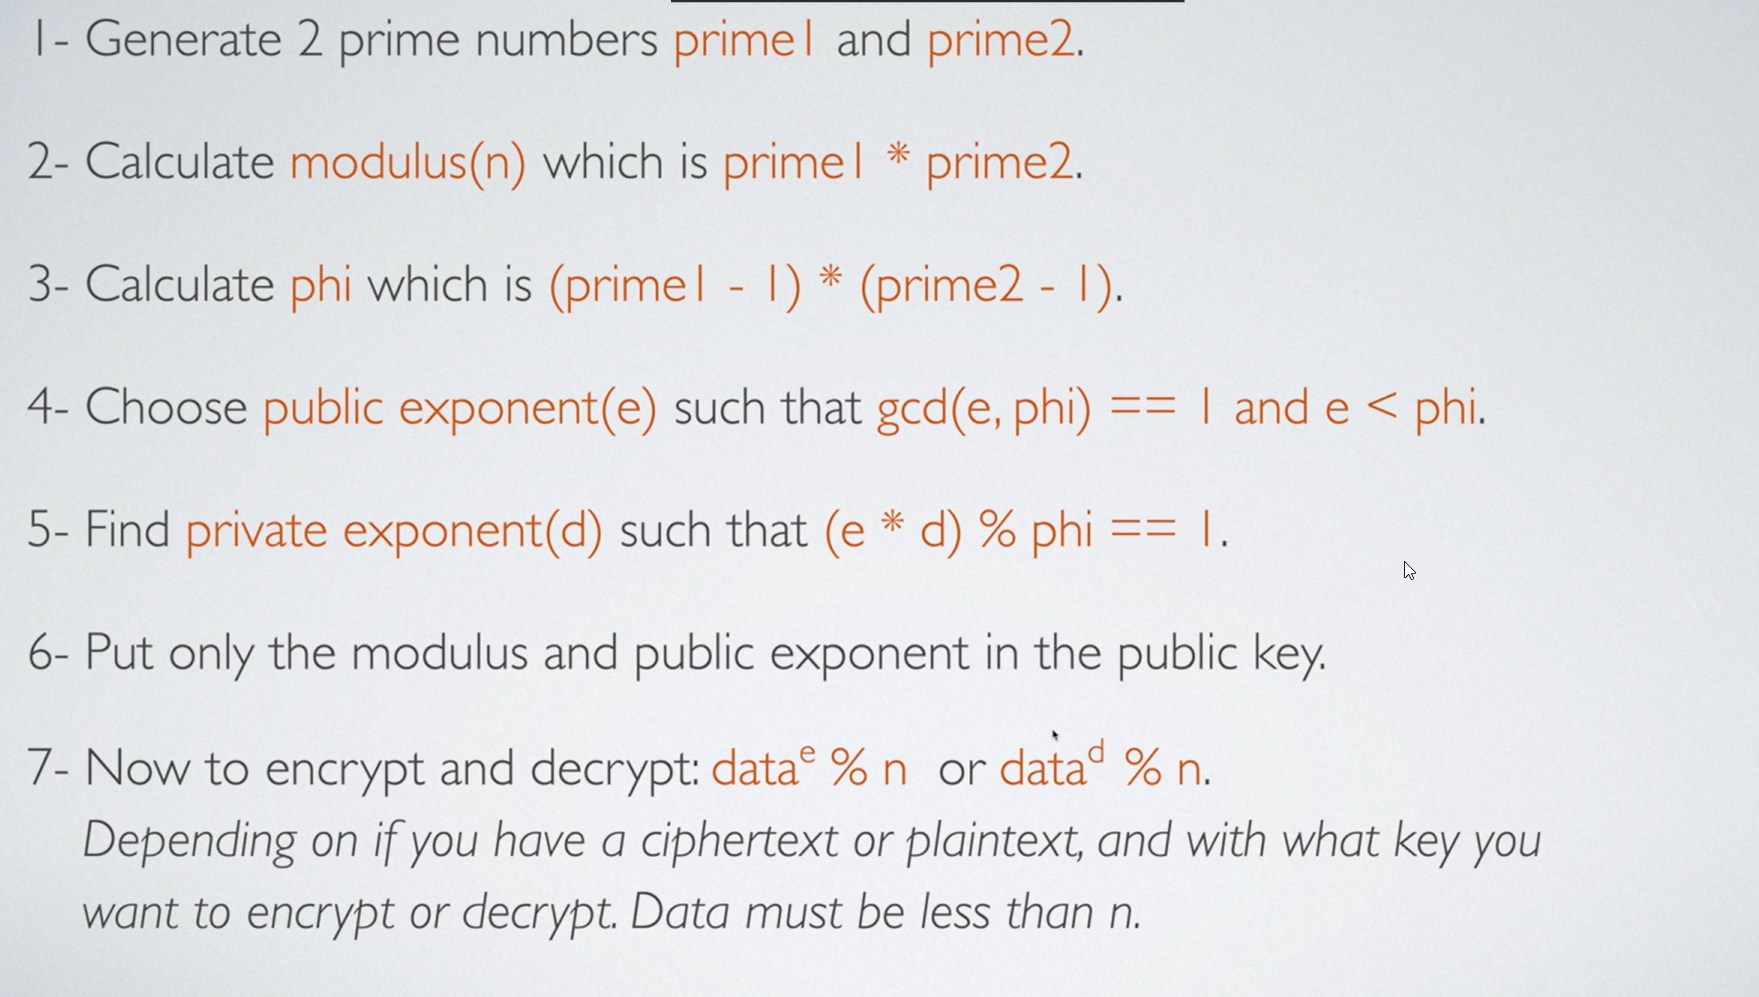 1- Generate 2 prime numbers prime1 and prime2.
2- Calculate modulus(n) which is prime1 * prime2.
3- Calculate phi which is (prime1 - 1) * (prime2 - 1).
4- Choose public exponent(e) such that gcd(e, phi) == 1 and e < phi.
5- Find private exponent(d) such that (e * d) % phi == 1.
6- Put only the modulus and public exponent in the public key.
7- Now to encrypt and decrypt: dataᵉ % n or dataᵈ % n.
Depending on if you have a ciphertext or plaintext, and with what key you
want to encrypt or decrypt. Data must be less than n.